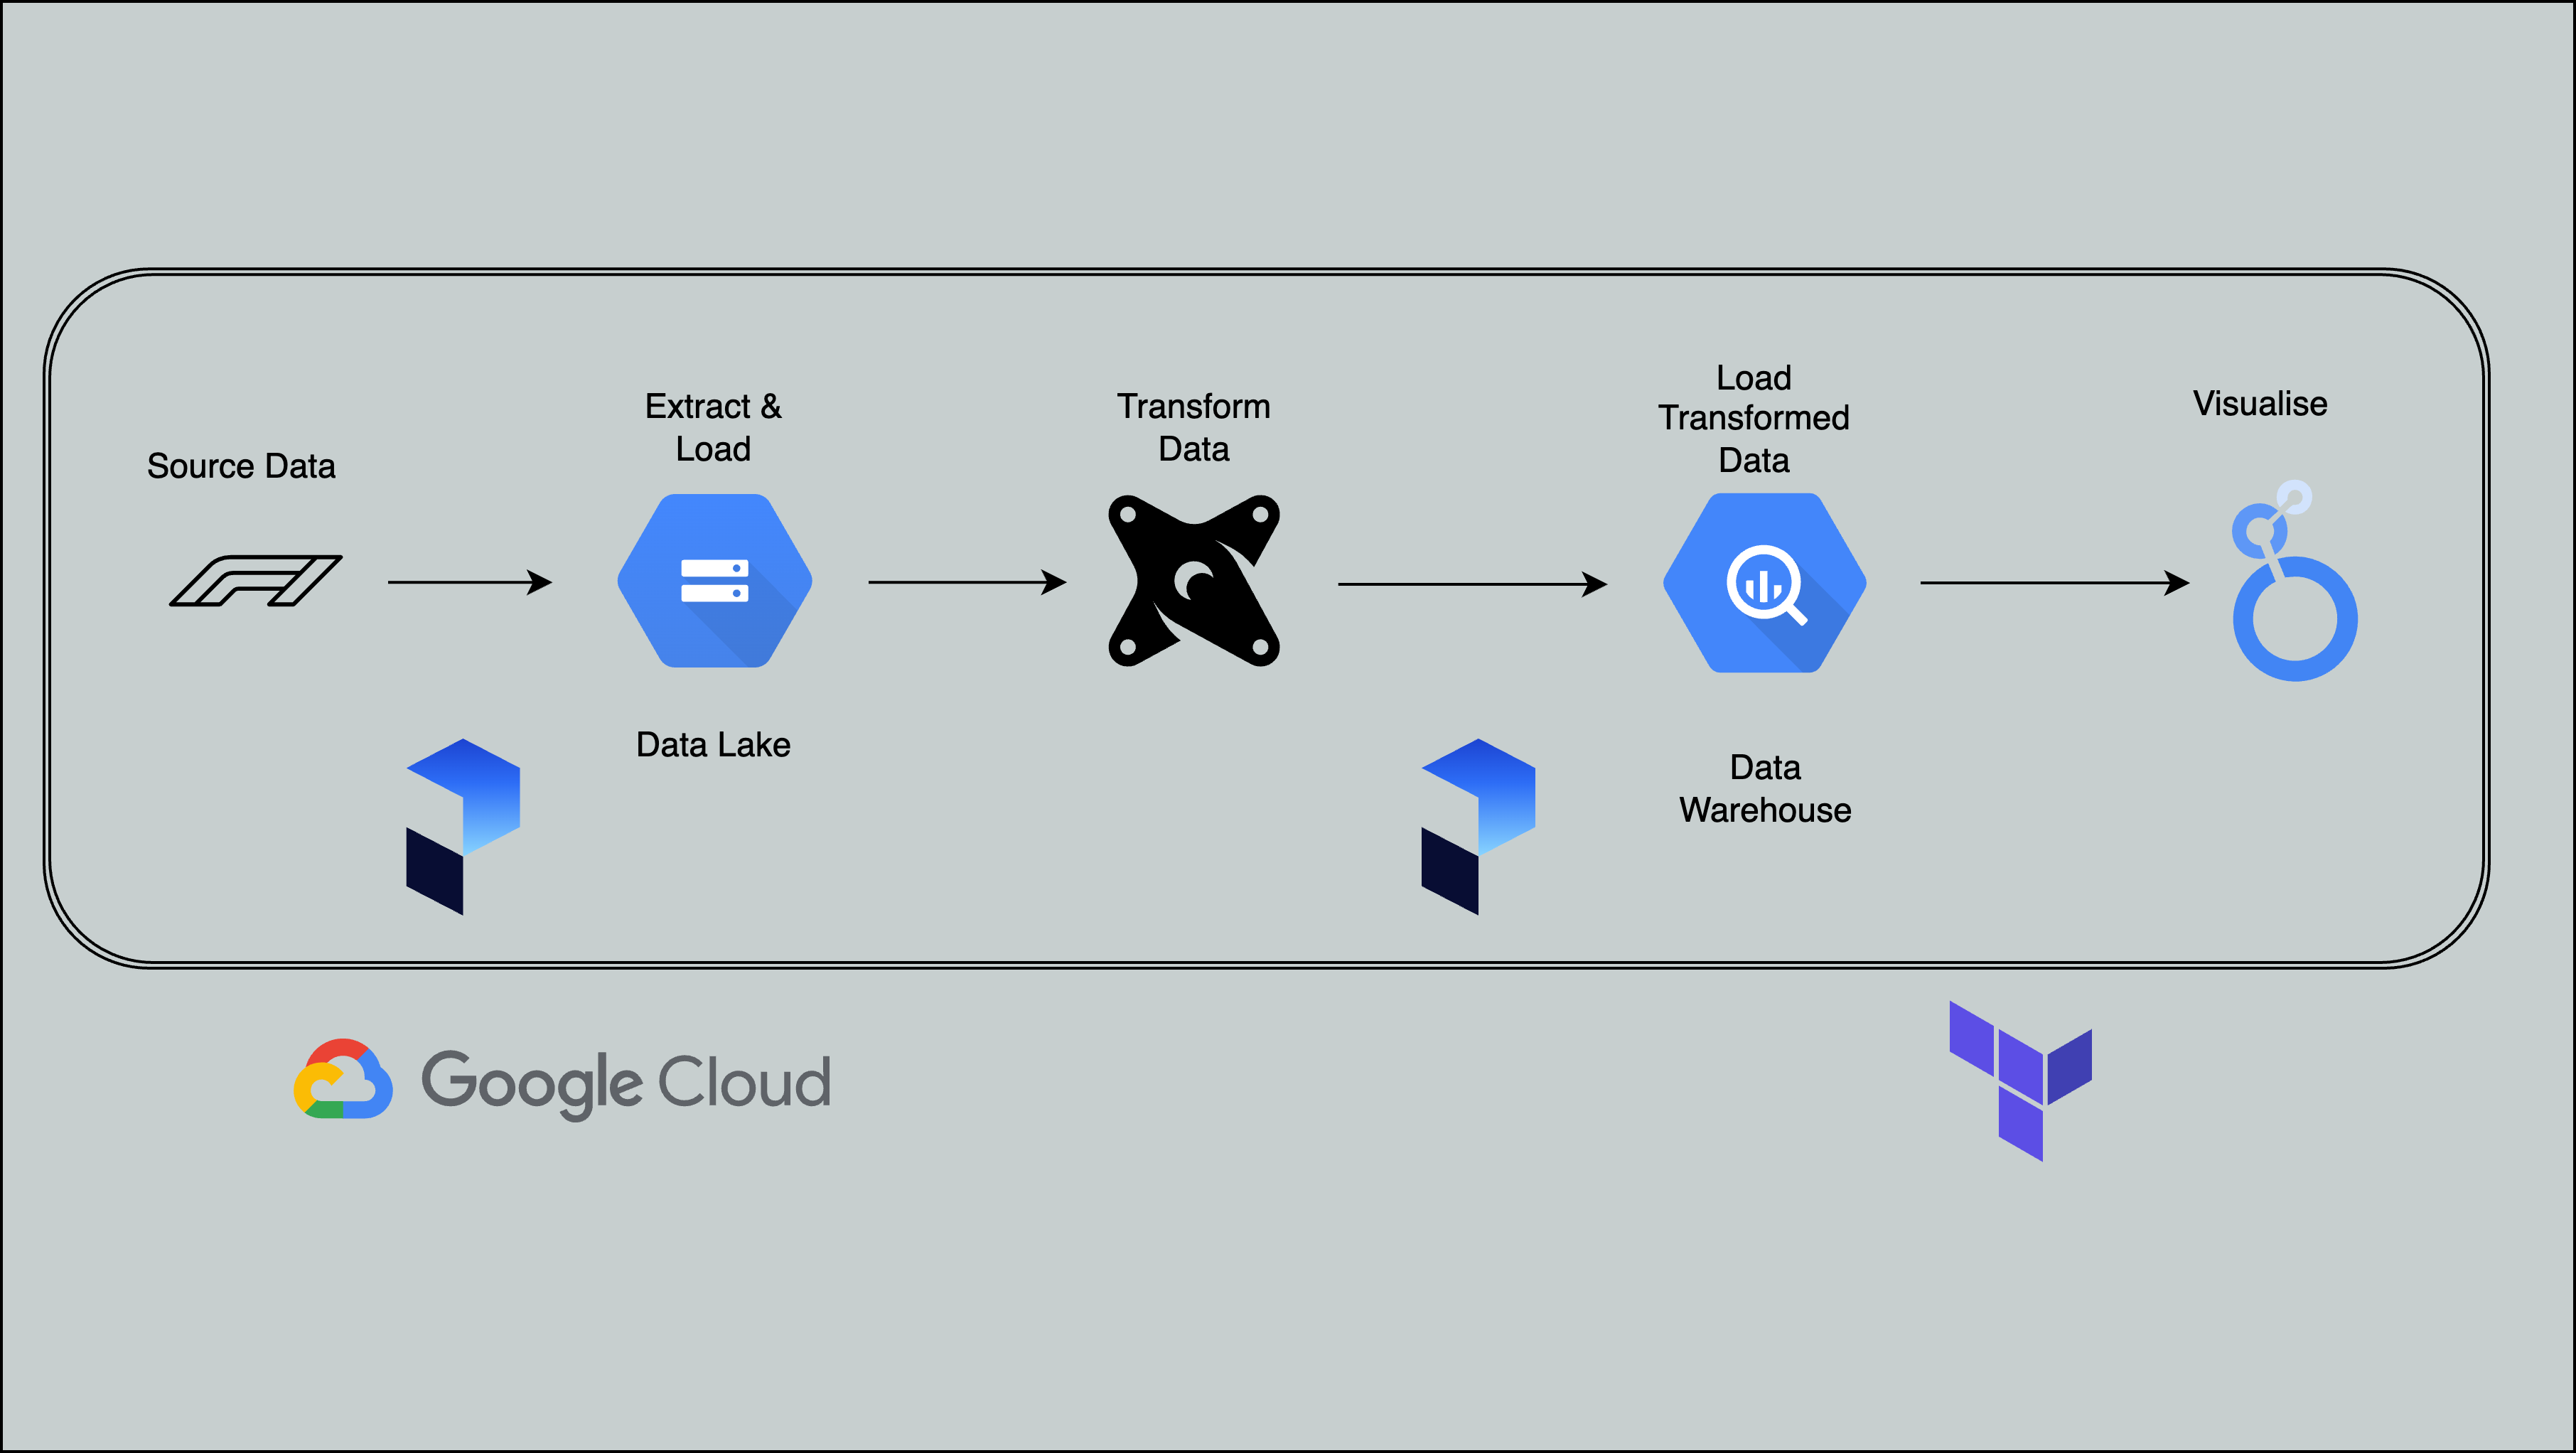 Source Data
Extract &
Load
Transform
Data
Load
Transformed
Data
Visualise
Data Lake
Data
Warehouse
Google Cloud